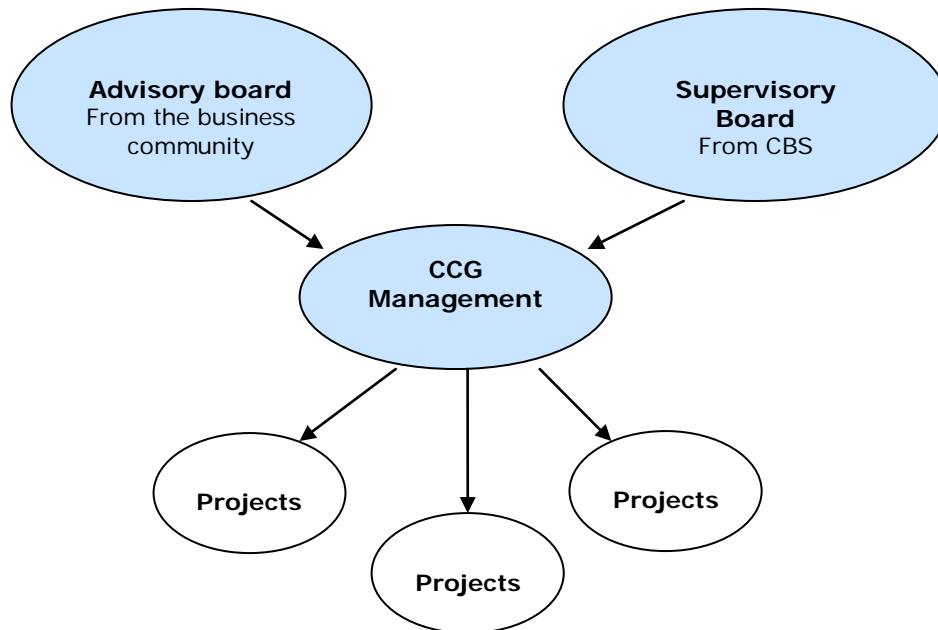 Advisory board
From the business
community
Supervisory
Board
From CBS
CCG
Management
Projects
Projects
Projects